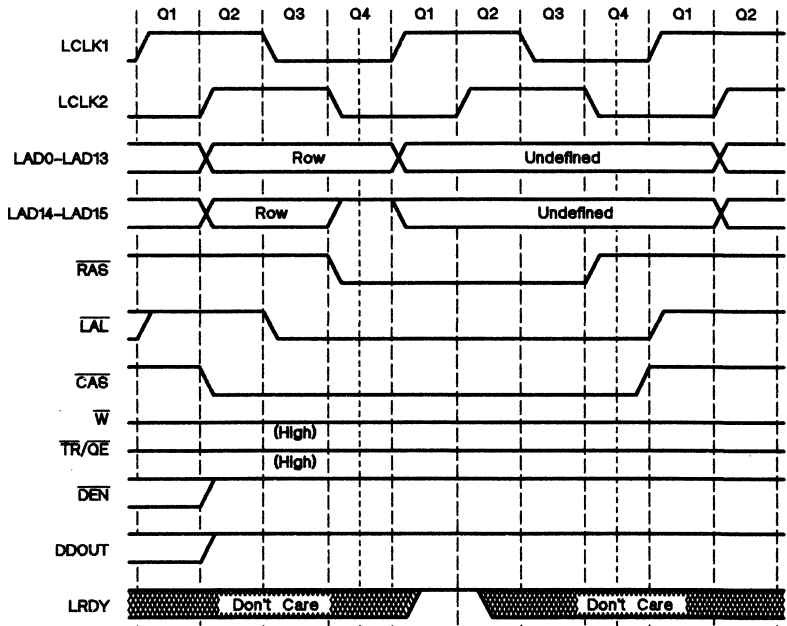 Q1 Q2 Q3 Q4 Q1 Q2 Q3 Q4 Q1 Q2
LCLK1
LCLK2
LAD0–LAD13 Row Undefined
LAD14–LAD15 Row Undefined
RAS
LAL
CAS
W
(High)
TR/QE
(High)
DEN
DDOUT
LRDY Don't Care Don't Care